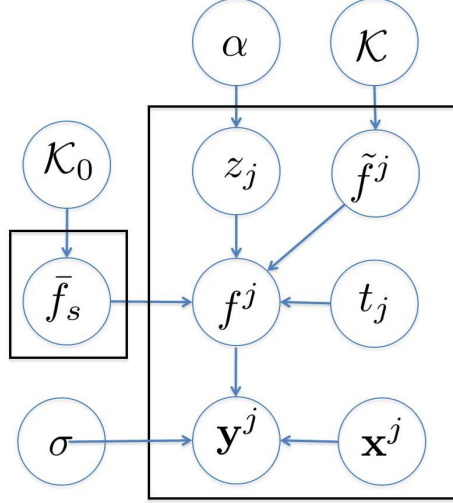 α 𝒦
𝒦₀ z_j f̃^j
f̄_s f^j t_j
σ 𝐲^j 𝐱^j